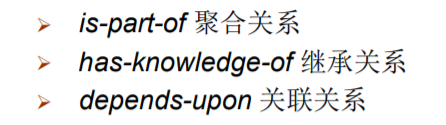 is-part-of 聚合关系
has-knowledge-of 继承关系
depends-upon 关联关系